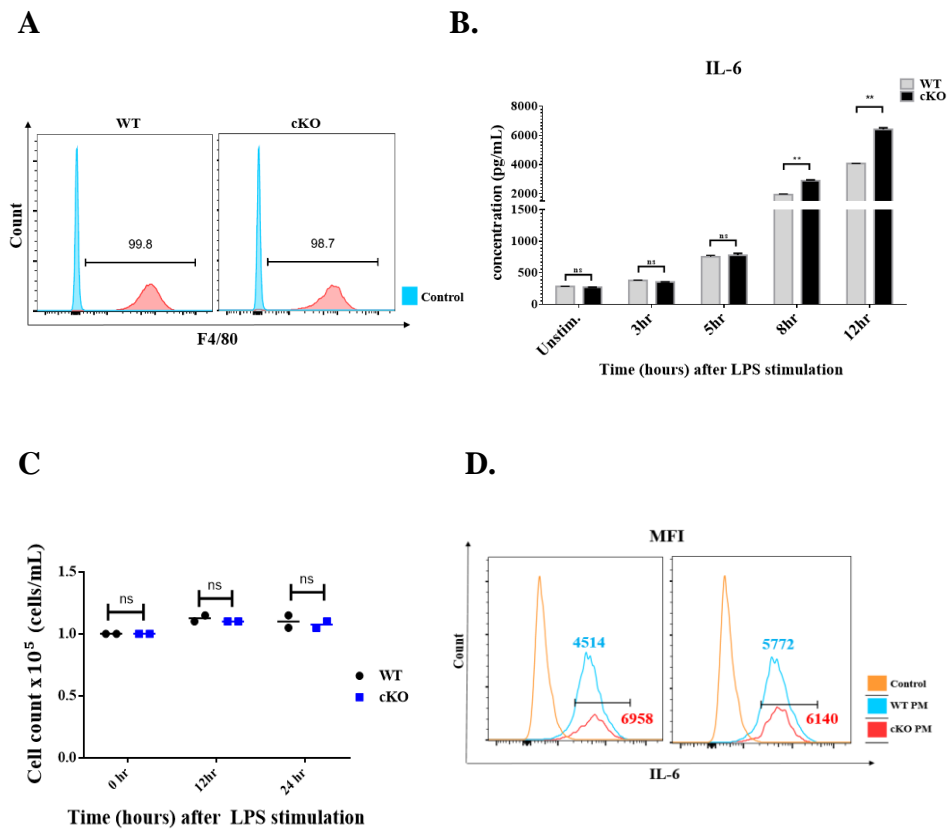 A
WT
cKO
Count
99.8
98.7
Control
F4/80
B.
IL-6
WT
cKO
concentration (pg/mL)
8000
6000
4000
2000
1500
1000
500
0
ns
ns
ns
**
**
Unstim.
3hr
5hr
8hr
12hr
Time (hours) after LPS stimulation
C
Cell count x10⁵ (cells/mL)
1.5
1.0
0.5
0.0
ns
ns
ns
WT
cKO
0 hr
12hr
24 hr
Time (hours) after LPS stimulation
D.
MFI
Count
4514
6958
5772
6140
Control
WT PM
cKO PM
IL-6